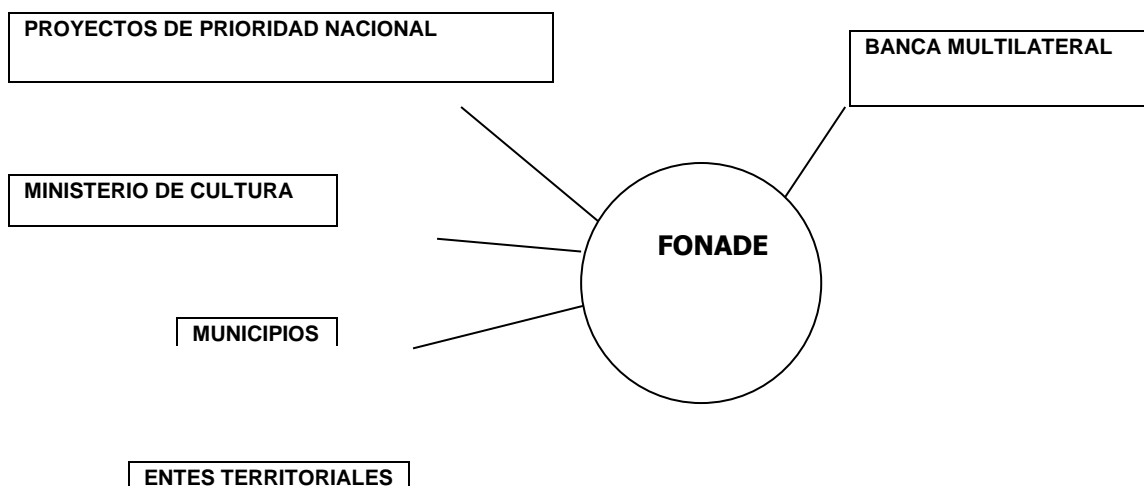 PROYECTOS DE PRIORIDAD NACIONAL
BANCA MULTILATERAL
MINISTERIO DE CULTURA
FONADE
MUNICIPIOS
ENTES TERRITORIALES